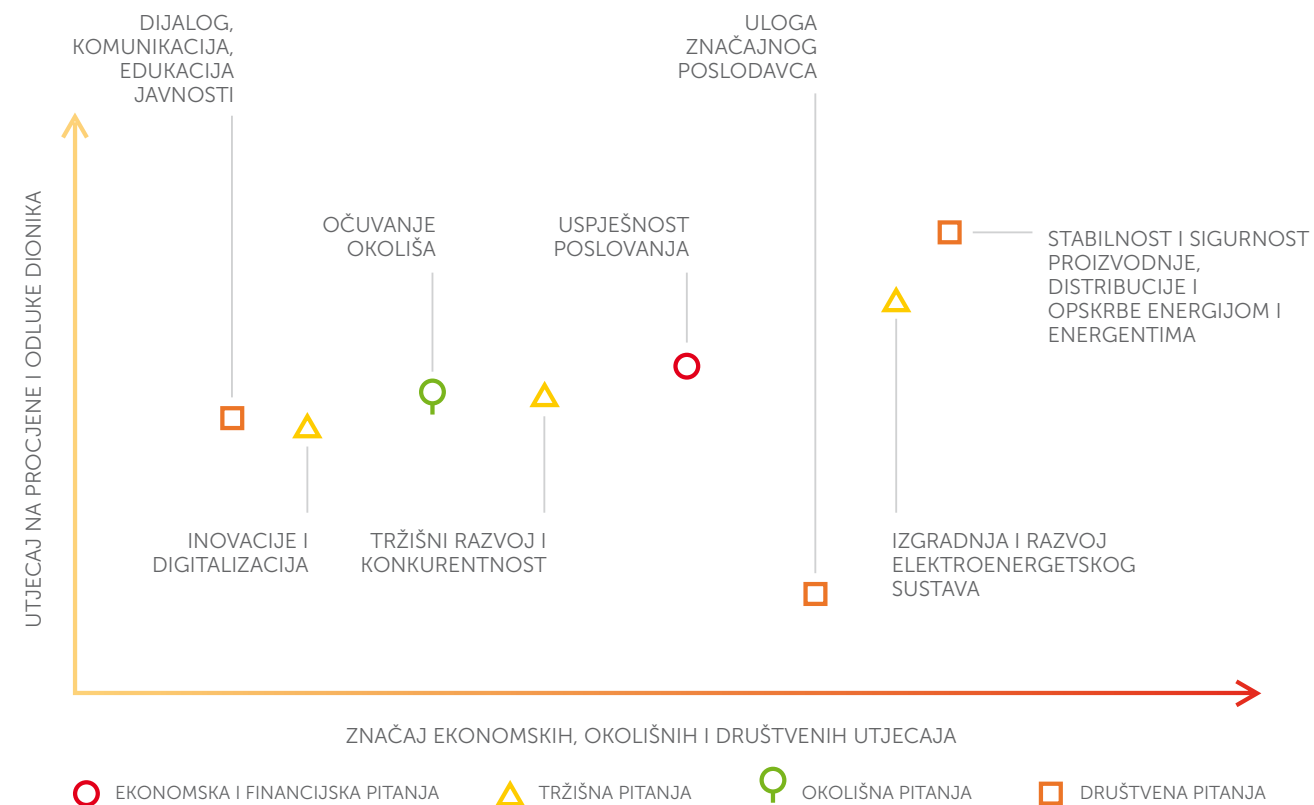 DIJALOG,
KOMUNIKACIJA,
EDUKACIJA
JAVNOSTI
ULOGA
ZNAČAJNOG
POSLODAVCA
UTJECAJ NA PROCJENE I ODLUKE DIONIKA
OČUVANJE
OKOLIŠA
USPJEŠNOST
POSLOVANJA
STABILNOST I SIGURNOST
PROIZVODNJE,
DISTRIBUCIJE I
OPSKRBE ENERGIJOM I
ENERGENTIMA
INOVACIJE I
DIGITALIZACIJA
TRŽIŠNI RAZVOJ I
KONKURENTNOST
IZGRADNJA I RAZVOJ
ELEKTROENERGETSKOG
SUSTAVA
ZNAČAJ EKONOMSKIH, OKOLIŠNIH I DRUŠTVENIH UTJECAJA
EKONOMSKA I FINANCIJSKA PITANJA
TRŽIŠNA PITANJA
OKOLIŠNA PITANJA
DRUŠTVENA PITANJA